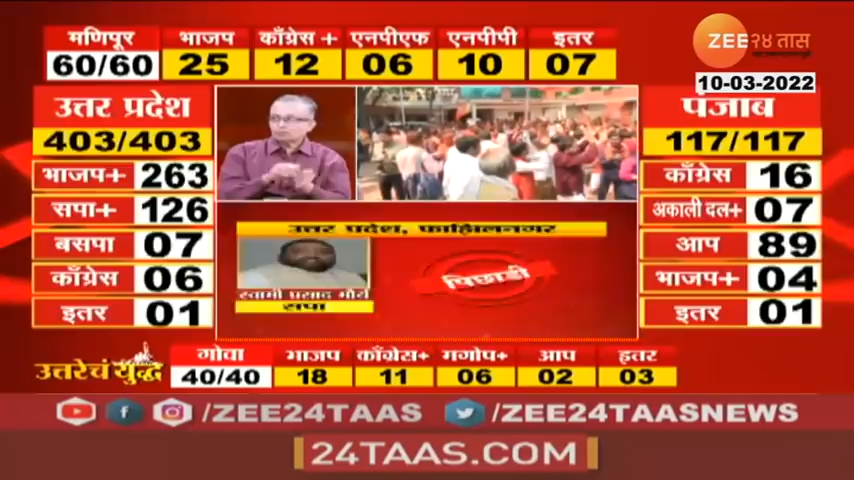 मणिपूर भाजप काँग्रेस + एनपीएफ एनपीपी इतर
60/60 25 12 06 10 07
ZEE २४ तास
10-03-2022
उत्तर प्रदेश
403/403
भाजप+ 263
सपा+ 126
बसपा 07
काँग्रेस 06
इतर 01
उत्तर प्रदेश, फाझिलनगर
स्वामी प्रसाद मौर्य
सपा
पिछाडी
पंजाब
117/117
काँग्रेस 16
अकाली दल+ 07
आप 89
भाजप+ 04
इतर 01
उत्तरेचं युद्ध
गोवा भाजप काँग्रेस+ मगोप+ आप इतर
40/40 18 11 06 02 03
/ZEE24TAAS /ZEE24TAASNEWS
24TAAS.COM